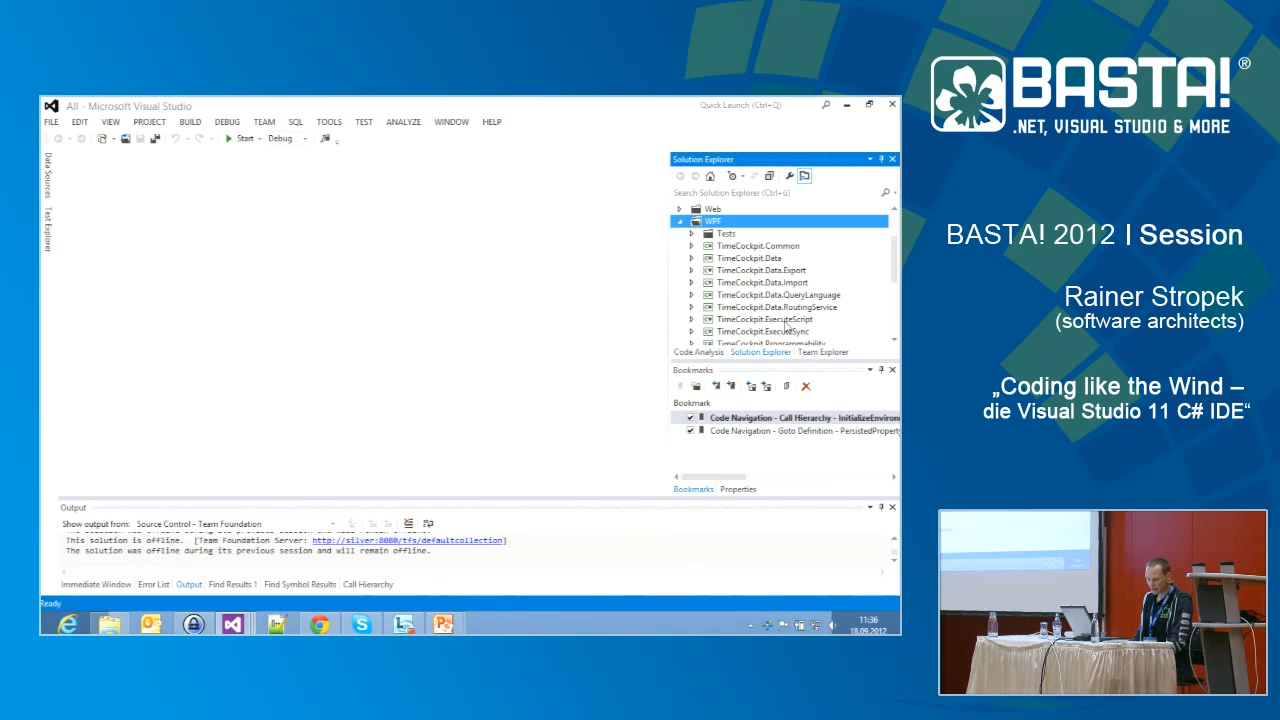 All - Microsoft Visual Studio
Quick Launch (Ctrl+Q)
FILE EDIT VIEW PROJECT BUILD DEBUG TEAM SQL TOOLS TEST ANALYZE WINDOW HELP
Start Debug
Data Sources
Test Explorer
Solution Explorer
Search Solution Explorer (Ctrl+ü)
Web
WPF
Tests
TimeCockpit.Common
TimeCockpit.Data
TimeCockpit.Data.Export
TimeCockpit.Data.Import
TimeCockpit.Data.QueryLanguage
TimeCockpit.Data.RoutingService
TimeCockpit.ExecuteScript
TimeCockpit.ExecuteSync
TimeCockpit.Programmability
Code Analysis Solution Explorer Team Explorer
Bookmarks
Bookmark
Code Navigation - Call Hierarchy - InitializeEnviron
Code Navigation - Goto Definition - PersistedProperty
Bookmarks Properties
Output
Show output from: Source Control - Team Foundation
This solution is offline. [Team Foundation Server: http://silver:8080/tfs/defaultcollection]
The solution was offline during its previous session and will remain offline.
Immediate Window Error List Output Find Results 1 Find Symbol Results Call Hierarchy
Ready
11:36
18.09.2012
BASTA!®
.NET, VISUAL STUDIO & MORE
BASTA! 2012 I Session
Rainer Stropek
(software architects)
„Coding like the Wind –
die Visual Studio 11 C# IDE“